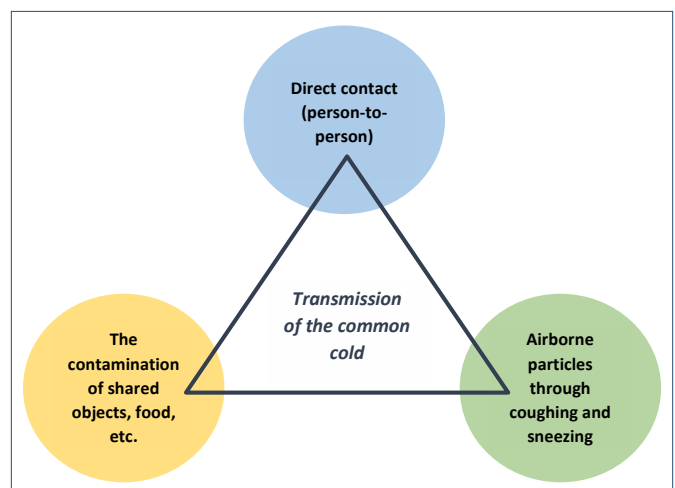 Direct contact
(person-to-
person)
Transmission
of the common
cold
The
contamination
of shared
objects, food,
etc.
Airborne
particles
through
coughing and
sneezing